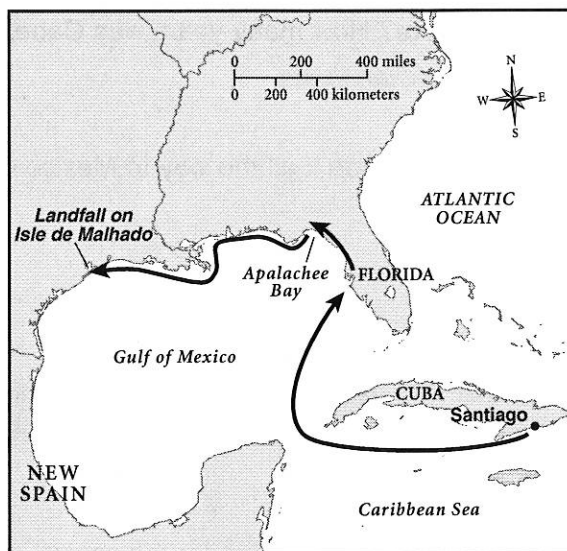 0 200 400 miles
0 200 400 kilometers
N
W E
S
ATLANTIC
OCEAN
Landfall on
Isle de Malhado
Apalachee
Bay
FLORIDA
Gulf of Mexico
CUBA
Santiago
NEW
SPAIN
Caribbean Sea